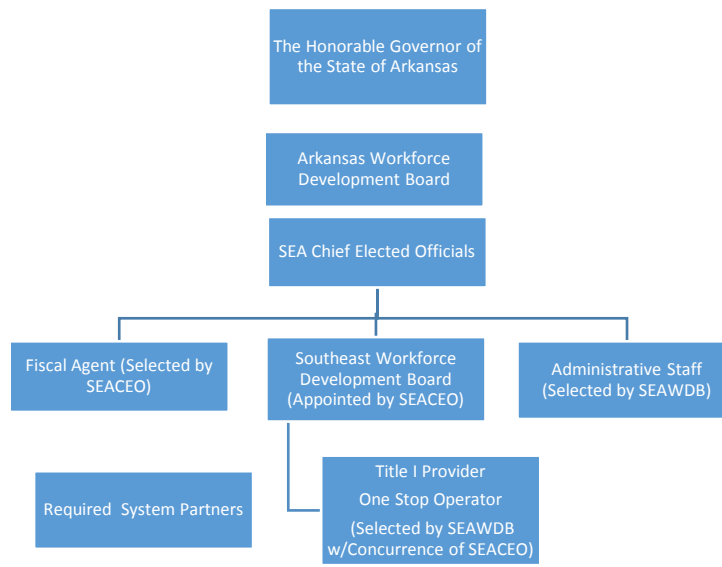 The Honorable Governor of
the State of Arkansas
Arkansas Workforce
Development Board
SEA Chief Elected Officials
Fiscal Agent (Selected by
SEACEO)
Southeast Workforce
Development Board
(Appointed by SEACEO)
Administrative Staff
(Selected by SEAWDB)
Required System Partners
Title I Provider
One Stop Operator
(Selected by SEAWDB
w/Concurrence of SEACEO)